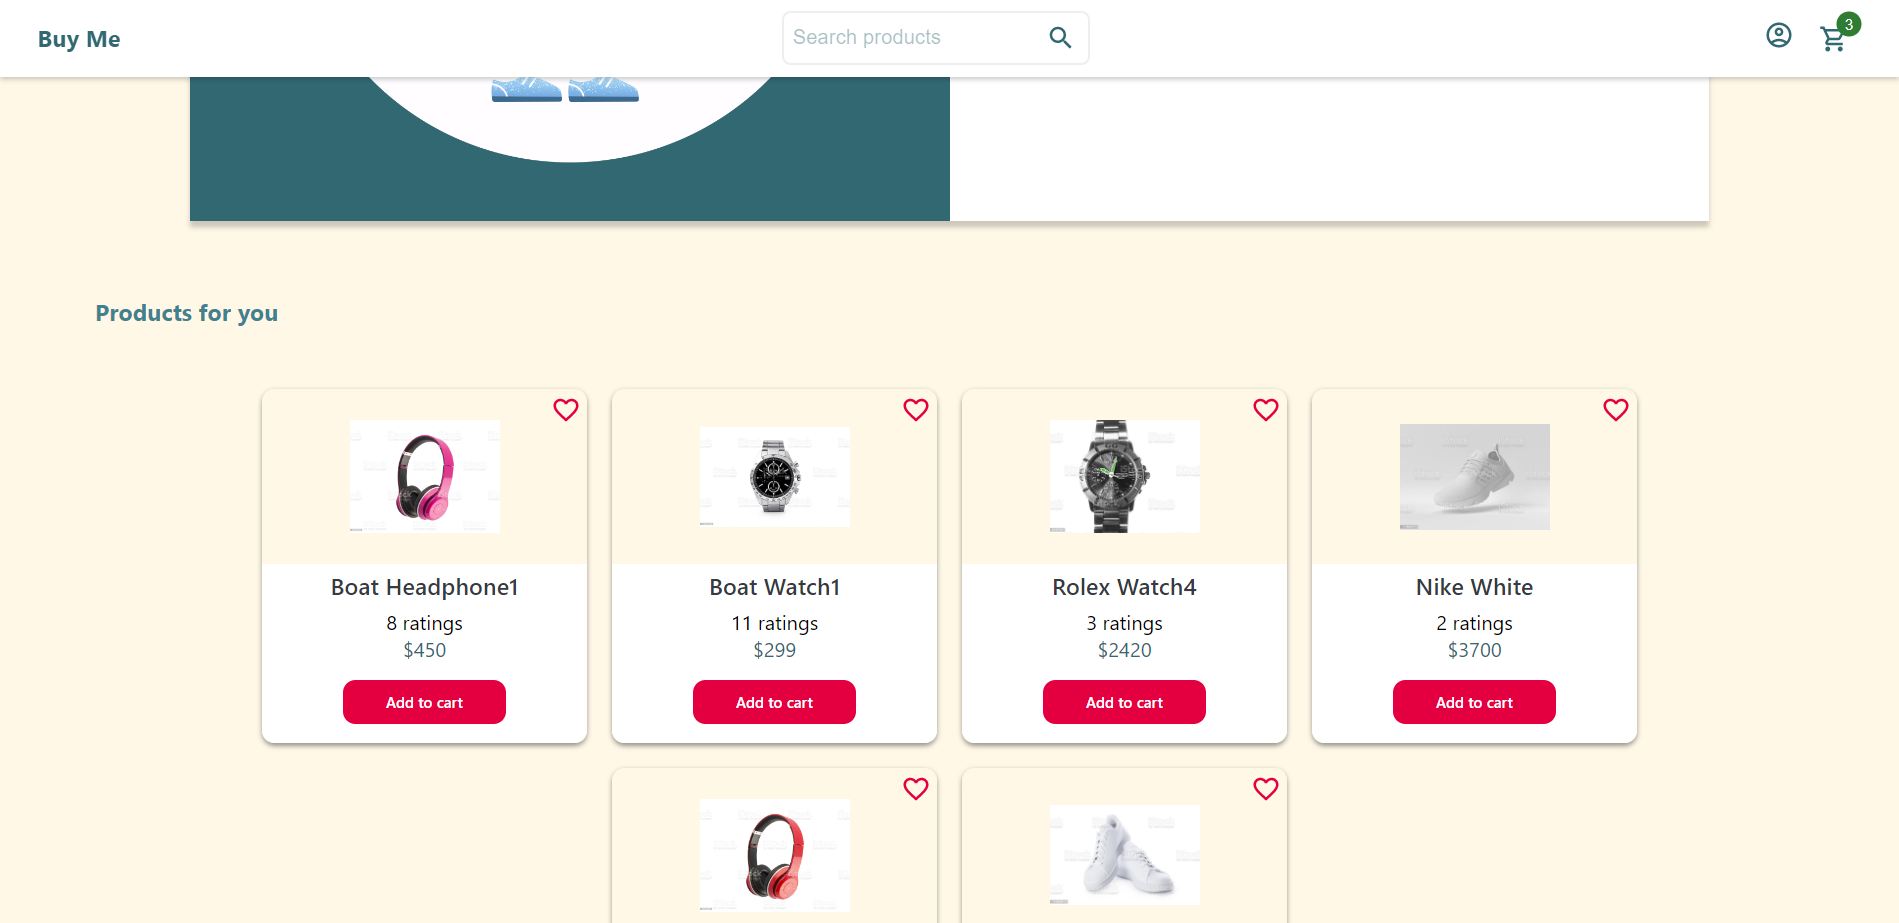 Buy Me
Search products
3
Products for you
Boat Headphone1
8 ratings
$450
Add to cart
Boat Watch1
11 ratings
$299
Add to cart
Rolex Watch4
3 ratings
$2420
Add to cart
Nike White
2 ratings
$3700
Add to cart